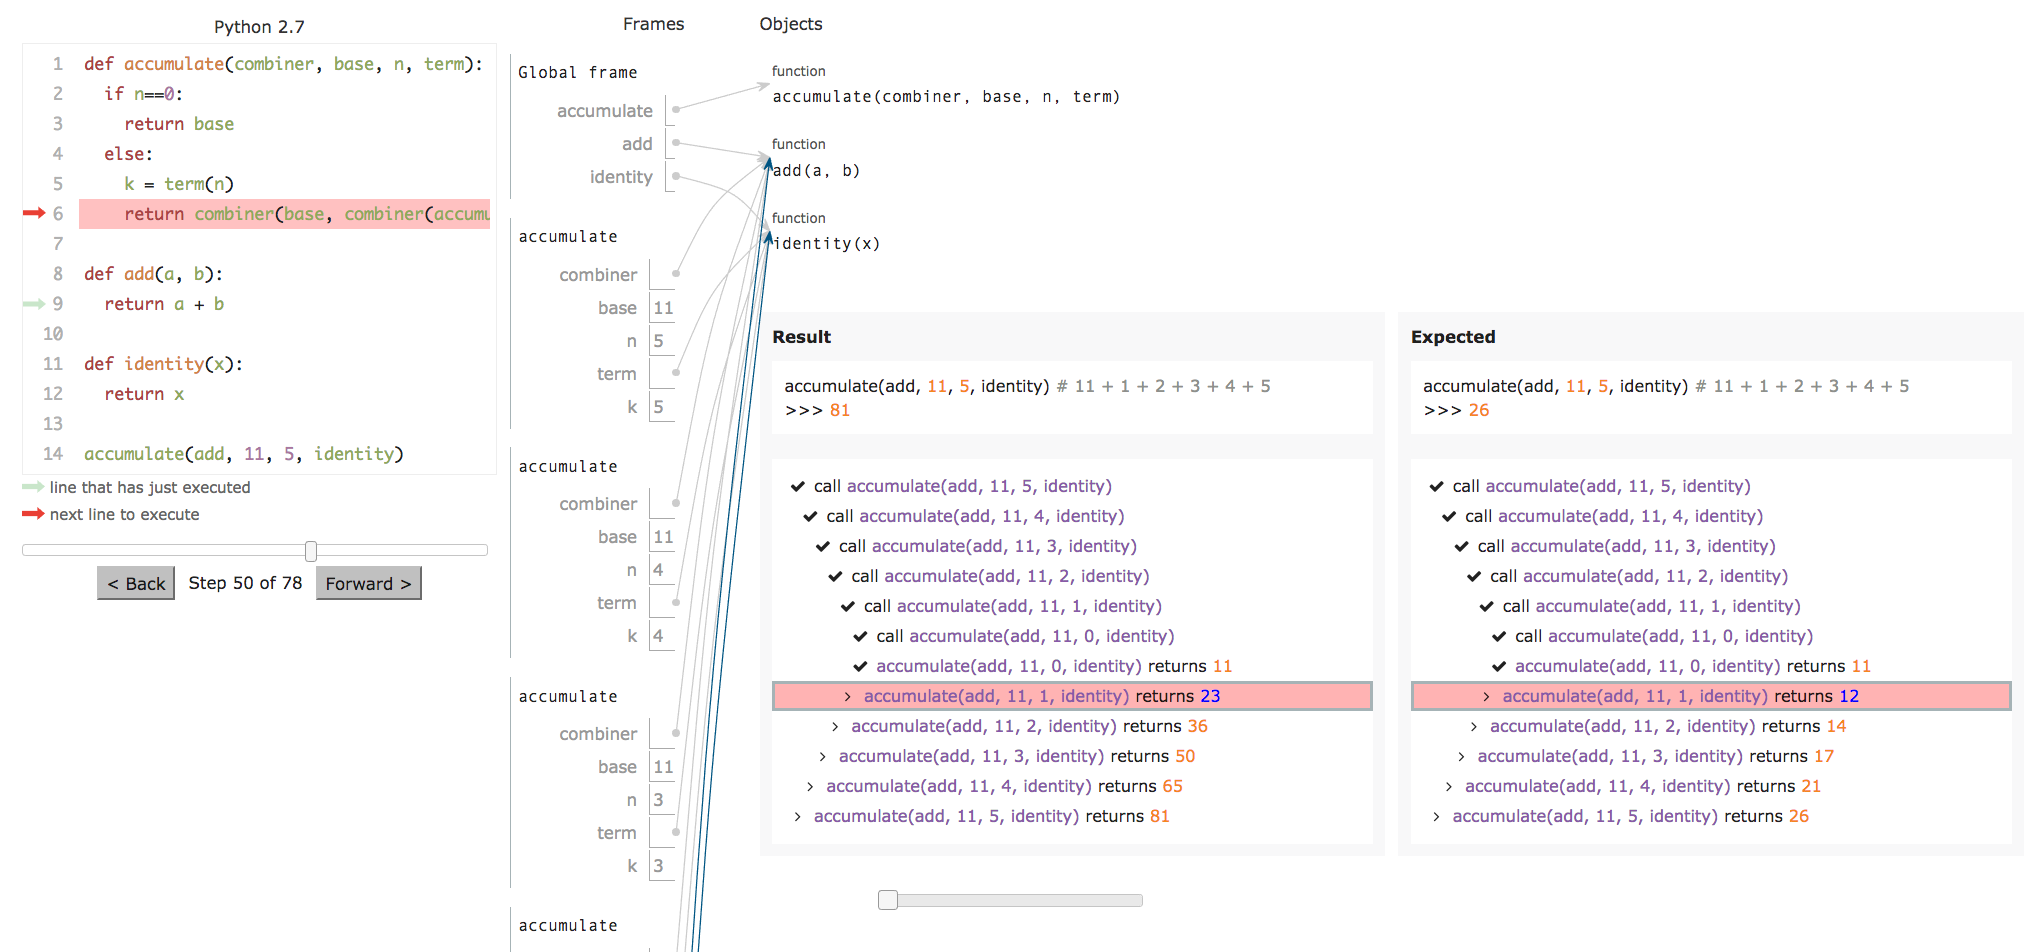 Python 2.7
1 def accumulate(combiner, base, n, term):
2 if n==0:
3 return base
4 else:
5 k = term(n)
6 return combiner(base, combiner(accumu
7
8 def add(a, b):
9 return a + b
10
11 def identity(x):
12 return x
13
14 accumulate(add, 11, 5, identity)
line that has just executed
next line to execute
< Back Step 50 of 78 Forward >
Frames Objects
Global frame
accumulate
add
identity
function
accumulate(combiner, base, n, term)
function
add(a, b)
function
identity(x)
accumulate
combiner
base 11
n 5
term
k 5
accumulate
combiner
base 11
n 4
term
k 4
accumulate
combiner
base 11
n 3
term
k 3
accumulate
Result
accumulate(add, 11, 5, identity) # 11 + 1 + 2 + 3 + 4 + 5
>>> 81
call accumulate(add, 11, 5, identity)
call accumulate(add, 11, 4, identity)
call accumulate(add, 11, 3, identity)
call accumulate(add, 11, 2, identity)
call accumulate(add, 11, 1, identity)
call accumulate(add, 11, 0, identity)
accumulate(add, 11, 0, identity) returns 11
> accumulate(add, 11, 1, identity) returns 23
> accumulate(add, 11, 2, identity) returns 36
> accumulate(add, 11, 3, identity) returns 50
> accumulate(add, 11, 4, identity) returns 65
> accumulate(add, 11, 5, identity) returns 81
Expected
accumulate(add, 11, 5, identity) # 11 + 1 + 2 + 3 + 4 + 5
>>> 26
call accumulate(add, 11, 5, identity)
call accumulate(add, 11, 4, identity)
call accumulate(add, 11, 3, identity)
call accumulate(add, 11, 2, identity)
call accumulate(add, 11, 1, identity)
call accumulate(add, 11, 0, identity)
accumulate(add, 11, 0, identity) returns 11
> accumulate(add, 11, 1, identity) returns 12
> accumulate(add, 11, 2, identity) returns 14
> accumulate(add, 11, 3, identity) returns 17
> accumulate(add, 11, 4, identity) returns 21
> accumulate(add, 11, 5, identity) returns 26